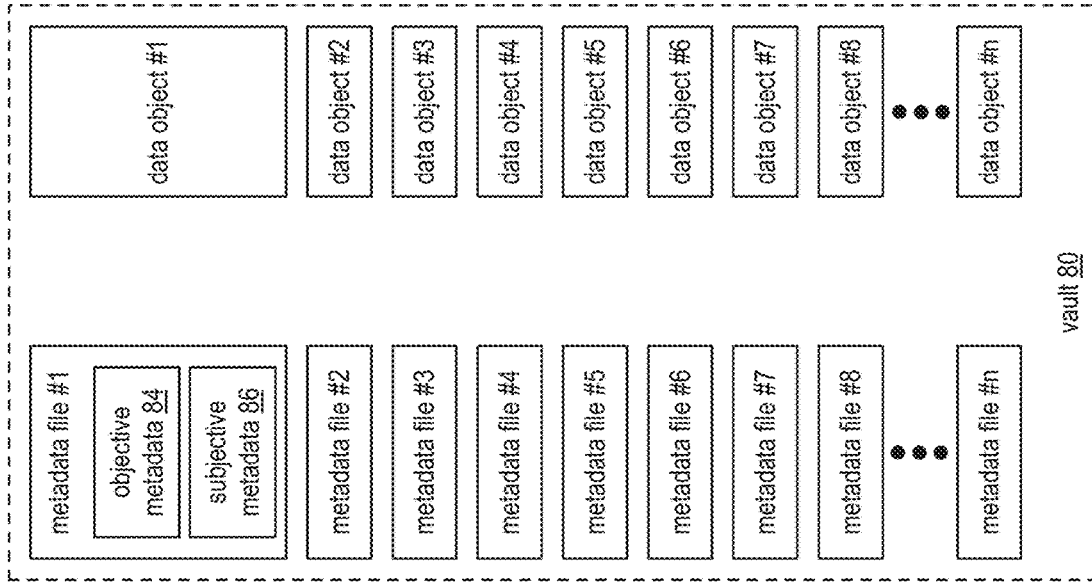 metadata file #1
objective
metadata 84
subjective
metadata 86
metadata file #2
metadata file #3
metadata file #4
metadata file #5
metadata file #6
metadata file #7
metadata file #8
metadata file #n
data object #1
data object #2
data object #3
data object #4
data object #5
data object #6
data object #7
data object #8
data object #n
vault 80